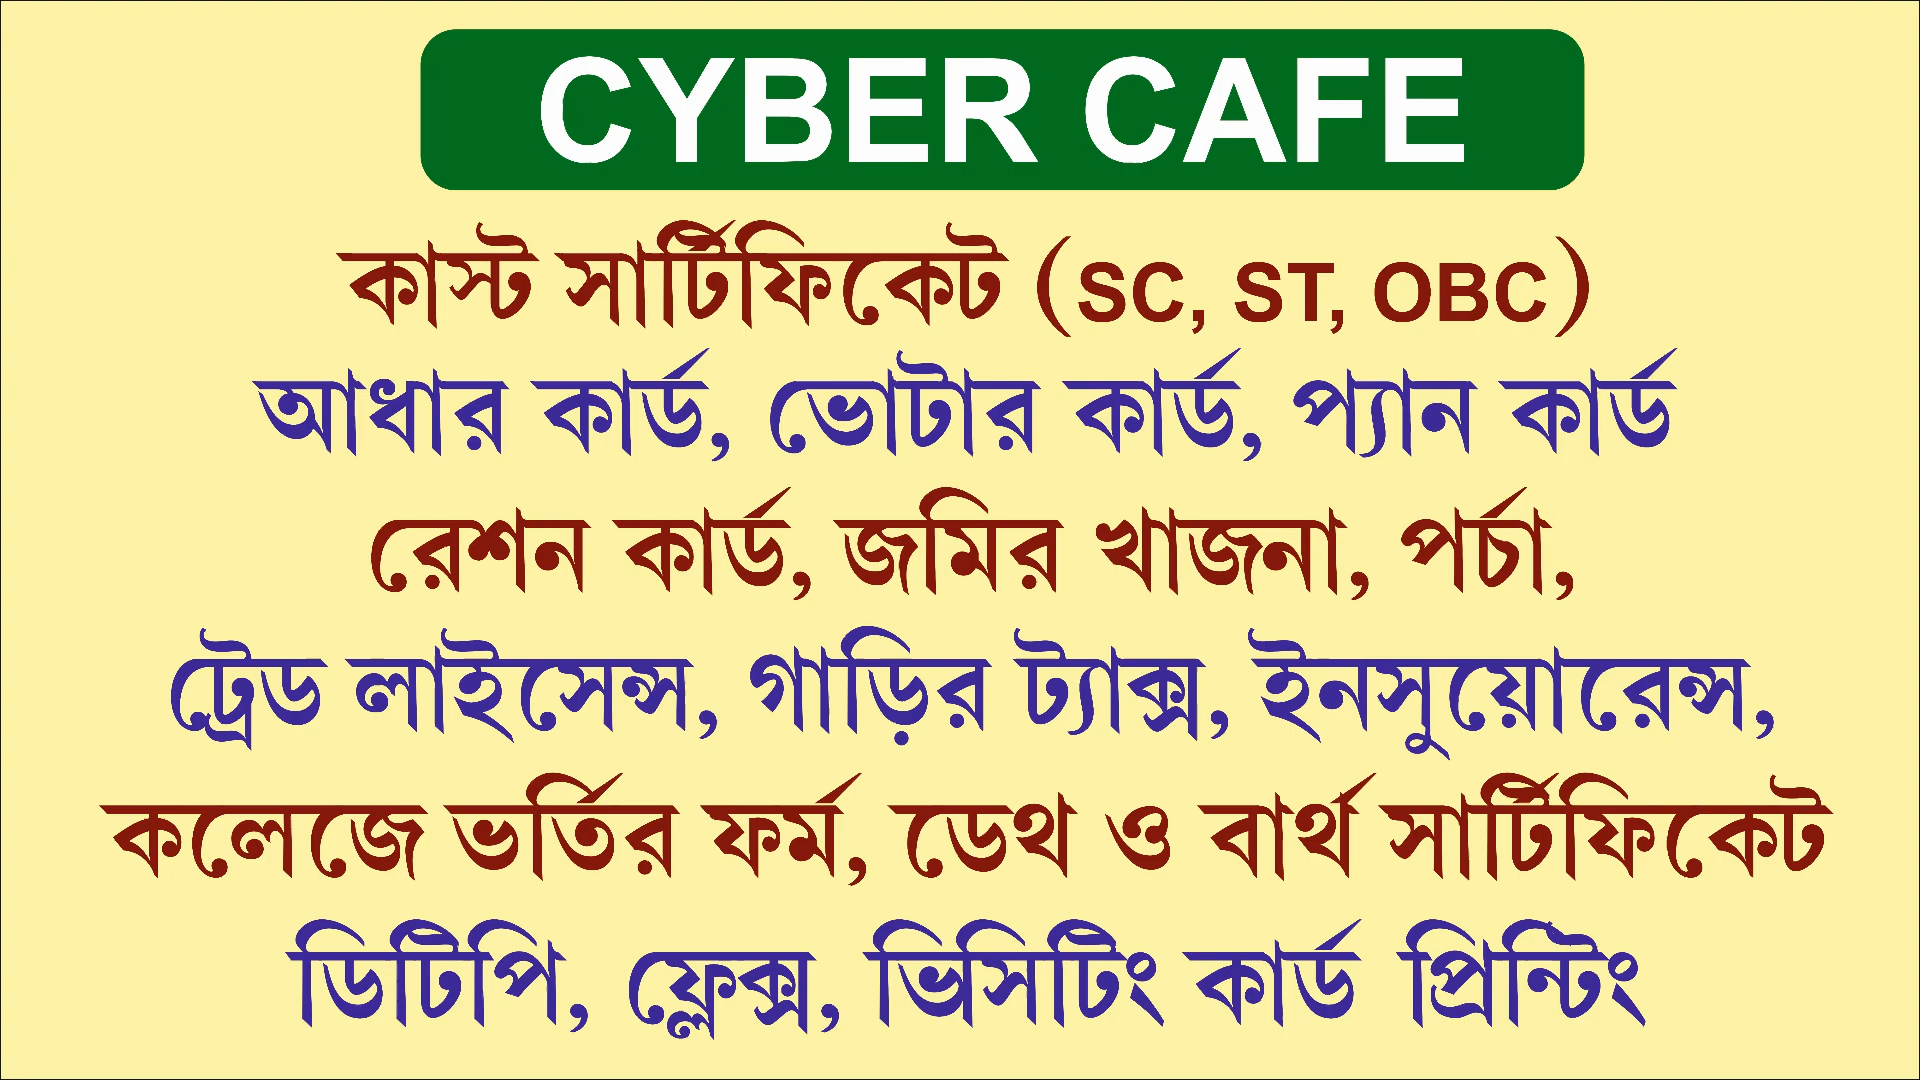 CYBER CAFE
কাস্ট সার্টিফিকেট (SC, ST, OBC)
আধার কার্ড, ভোটার কার্ড, প্যান কার্ড
রেশন কার্ড, জমির খাজনা, পর্চা,
ট্রেড লাইসেন্স, গাড়ির ট্যাক্স, ইনসুয়োরেন্স,
কলেজে ভর্তির ফর্ম, ডেথ ও বার্থ সার্টিফিকেট
ডিটিপি, ফ্লেক্স, ভিসিটিং কার্ড প্রিন্টিং